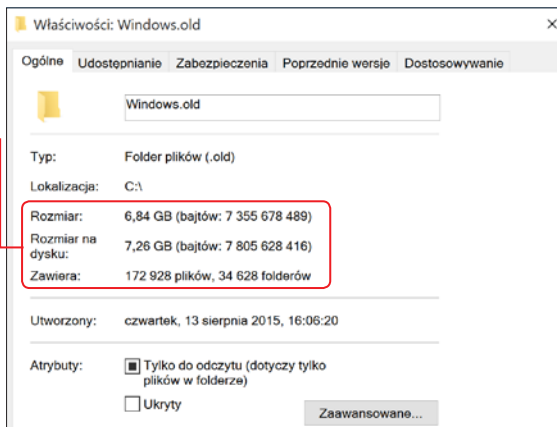 Właściwości: Windows.old
Ogólne Udostępnianie Zabezpieczenia Poprzednie wersje Dostosowywanie
Windows.old
Typ: Folder plików (.old)
Lokalizacja: C:\
Rozmiar: 6,84 GB (bajtów: 7 355 678 489)
Rozmiar na
dysku: 7,26 GB (bajtów: 7 805 628 416)
Zawiera: 172 928 plików, 34 628 folderów
Utworzony: czwartek, 13 sierpnia 2015, 16:06:20
Atrybuty: Tylko do odczytu (dotyczy tylko
plików w folderze)
Ukryty
Zaawansowane...